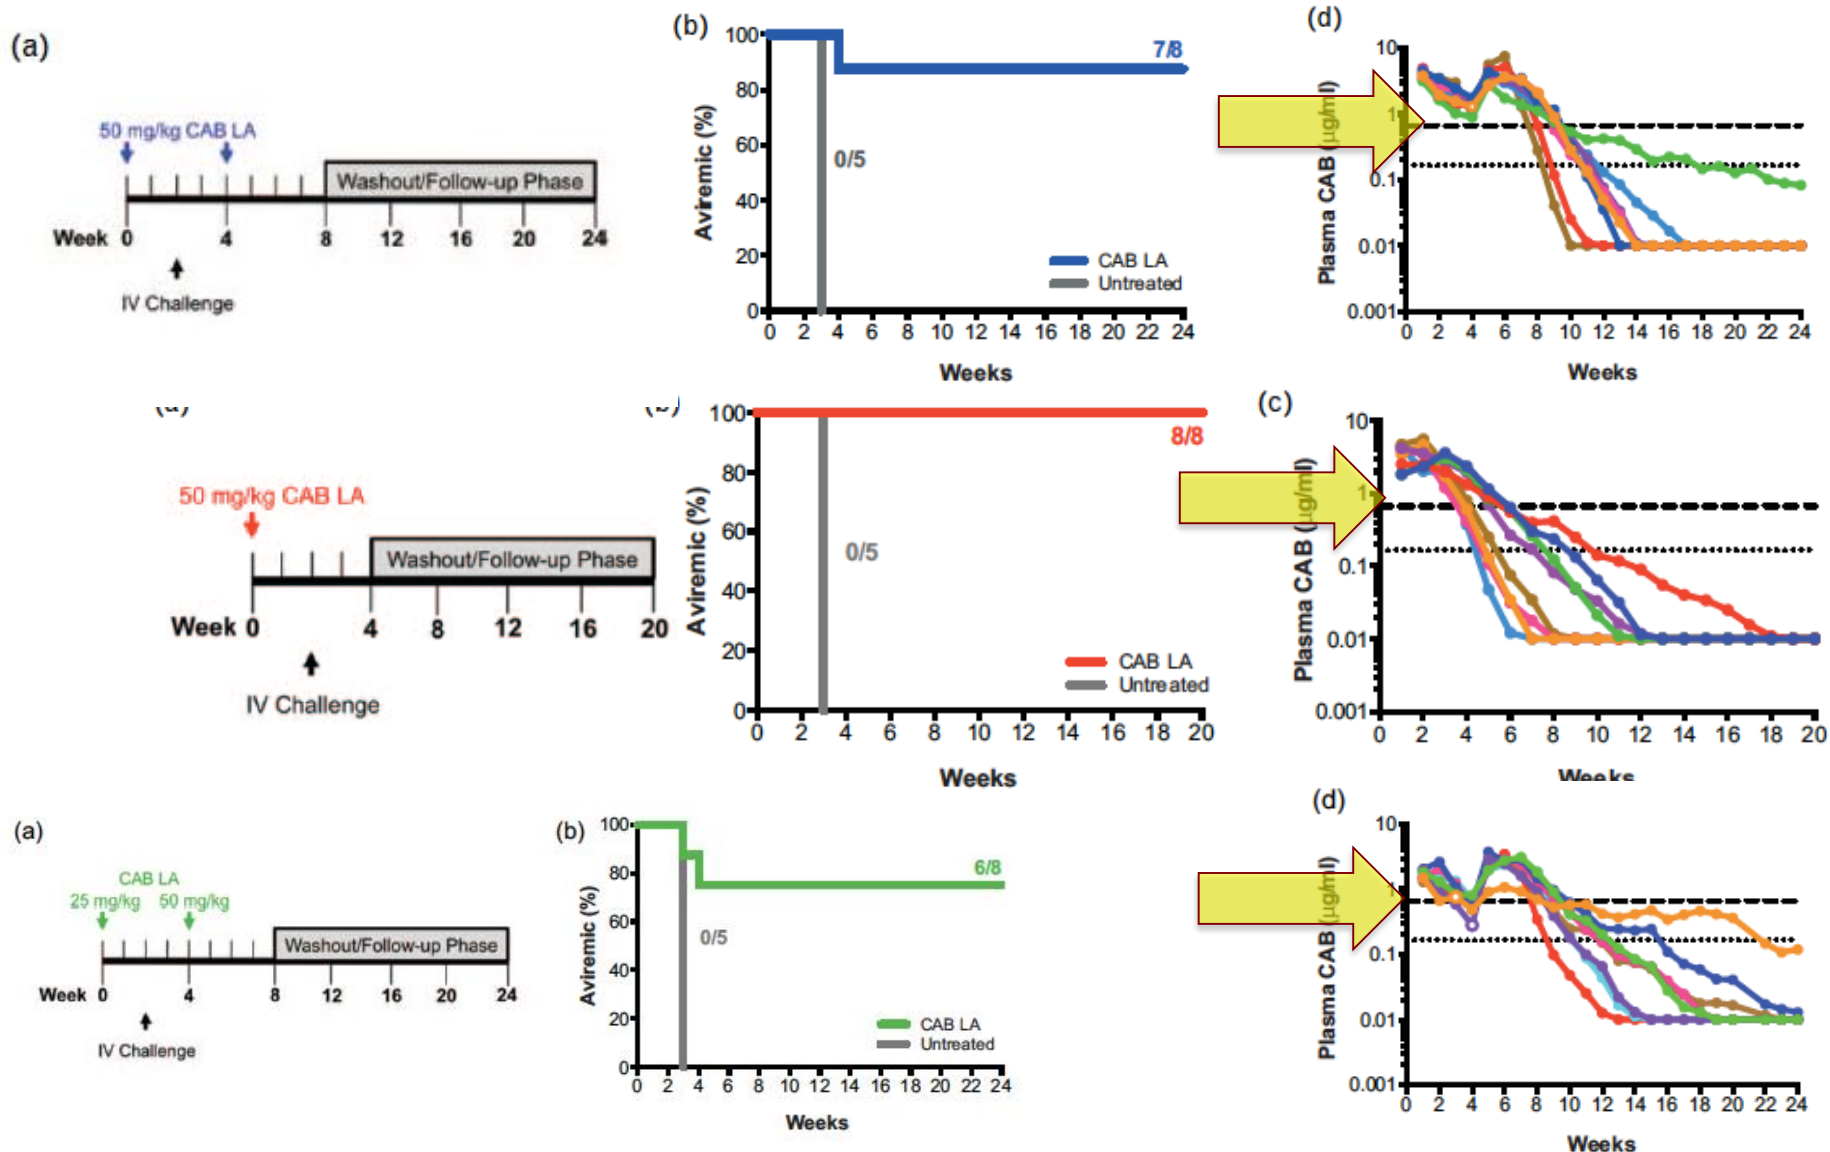 (a)
50 mg/kg CAB LA
Washout/Follow-up Phase
Week 0 4 8 12 16 20 24
IV Challenge
(b)
Aviremic (%)
100
80
60
40
20
0
7/8
0/5
CAB LA
Untreated
0 2 4 6 8 10 12 14 16 18 20 22 24
Weeks
(d)
Plasma CAB (µg/ml)
10
1
0.1
0.01
0.001
0 2 4 6 8 10 12 14 16 18 20 22 24
Weeks
50 mg/kg CAB LA
Washout/Follow-up Phase
Week 0 4 8 12 16 20
IV Challenge
Aviremic (%)
100
80
60
40
20
0
8/8
0/5
CAB LA
Untreated
0 2 4 6 8 10 12 14 16 18 20
Weeks
(c)
Plasma CAB (µg/ml)
10
1
0.1
0.01
0.001
0 2 4 6 8 10 12 14 16 18 20
Weeks
(a)
CAB LA
25 mg/kg 50 mg/kg
Washout/Follow-up Phase
Week 0 4 8 12 16 20 24
IV Challenge
(b)
Aviremic (%)
100
80
60
40
20
0
6/8
0/5
CAB LA
Untreated
0 2 4 6 8 10 12 14 16 18 20 22 24
Weeks
(d)
Plasma CAB (µg/ml)
10
1
0.1
0.01
0.001
0 2 4 6 8 10 12 14 16 18 20 22 24
Weeks